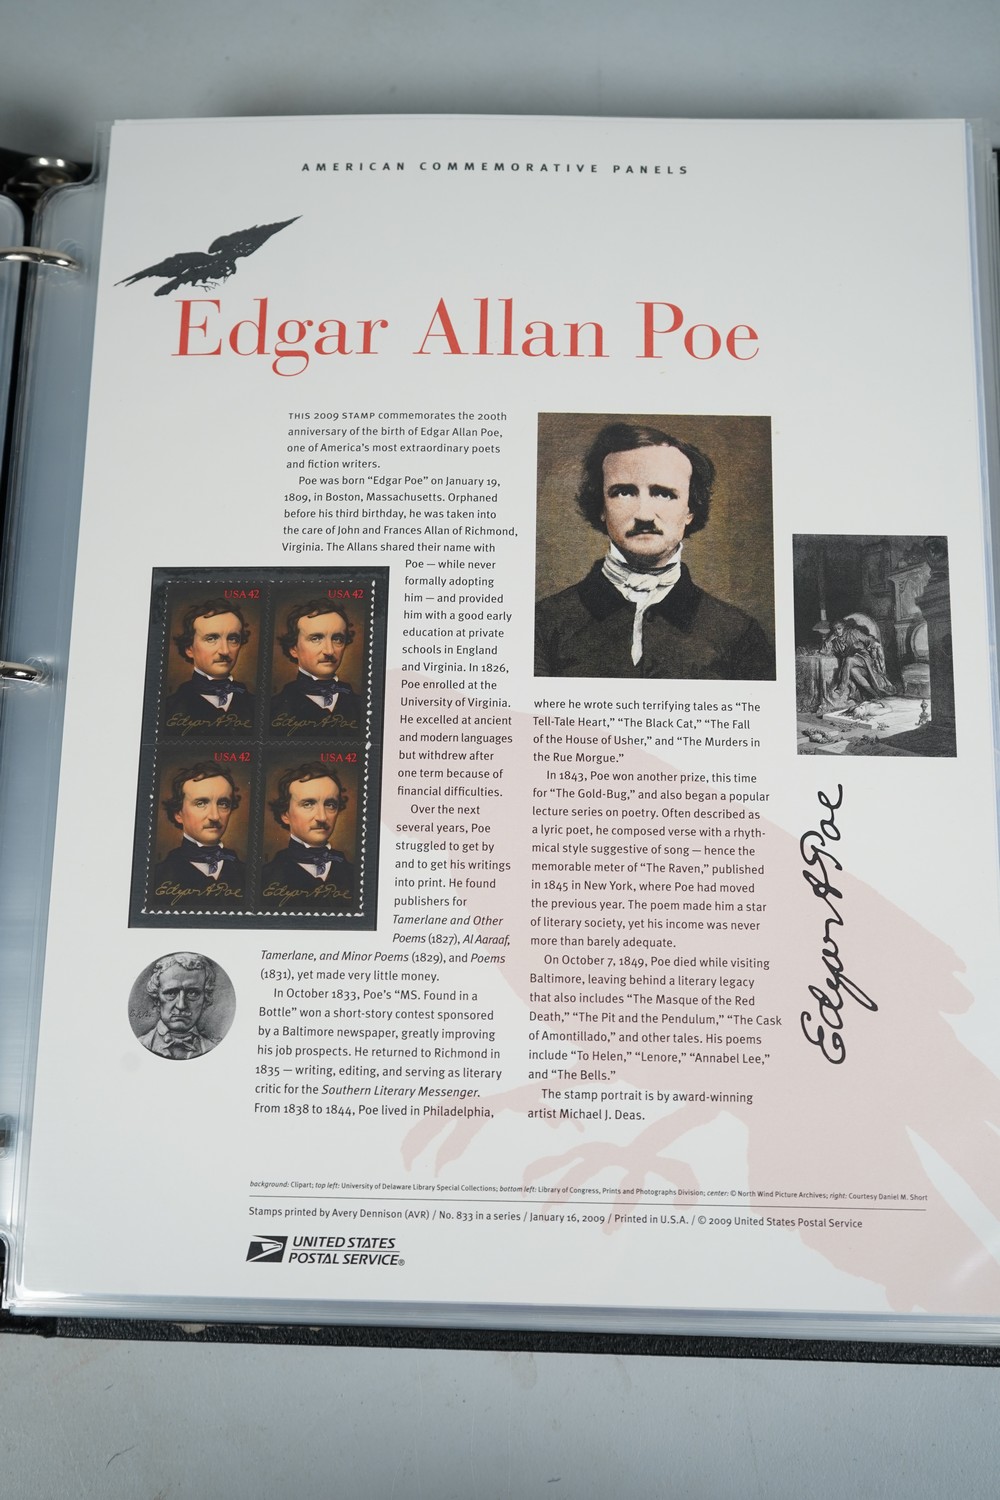 AMERICAN COMMEMORATIVE PANELS
Edgar Allan Poe
THIS 2009 STAMP commemorates the 200th
anniversary of the birth of Edgar Allan Poe,
one of America's most extraordinary poets
and fiction writers.
Poe was born “Edgar Poe” on January 19,
1809, in Boston, Massachusetts. Orphaned
before his third birthday, he was taken into
the care of John and Frances Allan of Richmond,
Virginia. The Allans shared their name with
Poe — while never
formally adopting
him — and provided
him with a good early
education at private
schools in England
and Virginia. In 1826,
Poe enrolled at the
University of Virginia.
He excelled at ancient
and modern languages
but withdrew after
one term because of
financial difficulties.
Over the next
several years, Poe
struggled to get by
and to get his writings
into print. He found
publishers for
Tamerlane and Other
Poems (1827), Al Aaraaf,
Tamerlane, and Minor Poems (1829), and Poems
(1831), yet made very little money.
In October 1833, Poe's “MS. Found in a
Bottle” won a short-story contest sponsored
by a Baltimore newspaper, greatly improving
his job prospects. He returned to Richmond in
1835 — writing, editing, and serving as literary
critic for the Southern Literary Messenger.
From 1838 to 1844, Poe lived in Philadelphia,
where he wrote such terrifying tales as “The
Tell-Tale Heart,” “The Black Cat,” “The Fall
of the House of Usher,” and “The Murders in
the Rue Morgue.”
In 1843, Poe won another prize, this time
for “The Gold-Bug,” and also began a popular
lecture series on poetry. Often described as
a lyric poet, he composed verse with a rhyth-
mical style suggestive of song — hence the
memorable meter of “The Raven,” published
in 1845 in New York, where Poe had moved
the previous year. The poem made him a star
of literary society, yet his income was never
more than barely adequate.
On October 7, 1849, Poe died while visiting
Baltimore, leaving behind a literary legacy
that also includes “The Masque of the Red
Death,” “The Pit and the Pendulum,” “The Cask
of Amontillado,” and other tales. His poems
include “To Helen,” “Lenore,” “Annabel Lee,”
and “The Bells.”
The stamp portrait is by award-winning
artist Michael J. Deas.
USA 42
USA 42
Edgar A Poe
Edgar A Poe
USA 42
USA 42
Edgar A Poe
Edgar A Poe
Edgar A Poe
background: Clipart; top left: University of Delaware Library Special Collections; bottom left: Library of Congress, Prints and Photographs Division; center: © North Wind Picture Archives; right: Courtesy Daniel M. Short
Stamps printed by Avery Dennison (AVR) / No. 833 in a series / January 16, 2009 / Printed in U.S.A. / © 2009 United States Postal Service
UNITED STATES
POSTAL SERVICE®